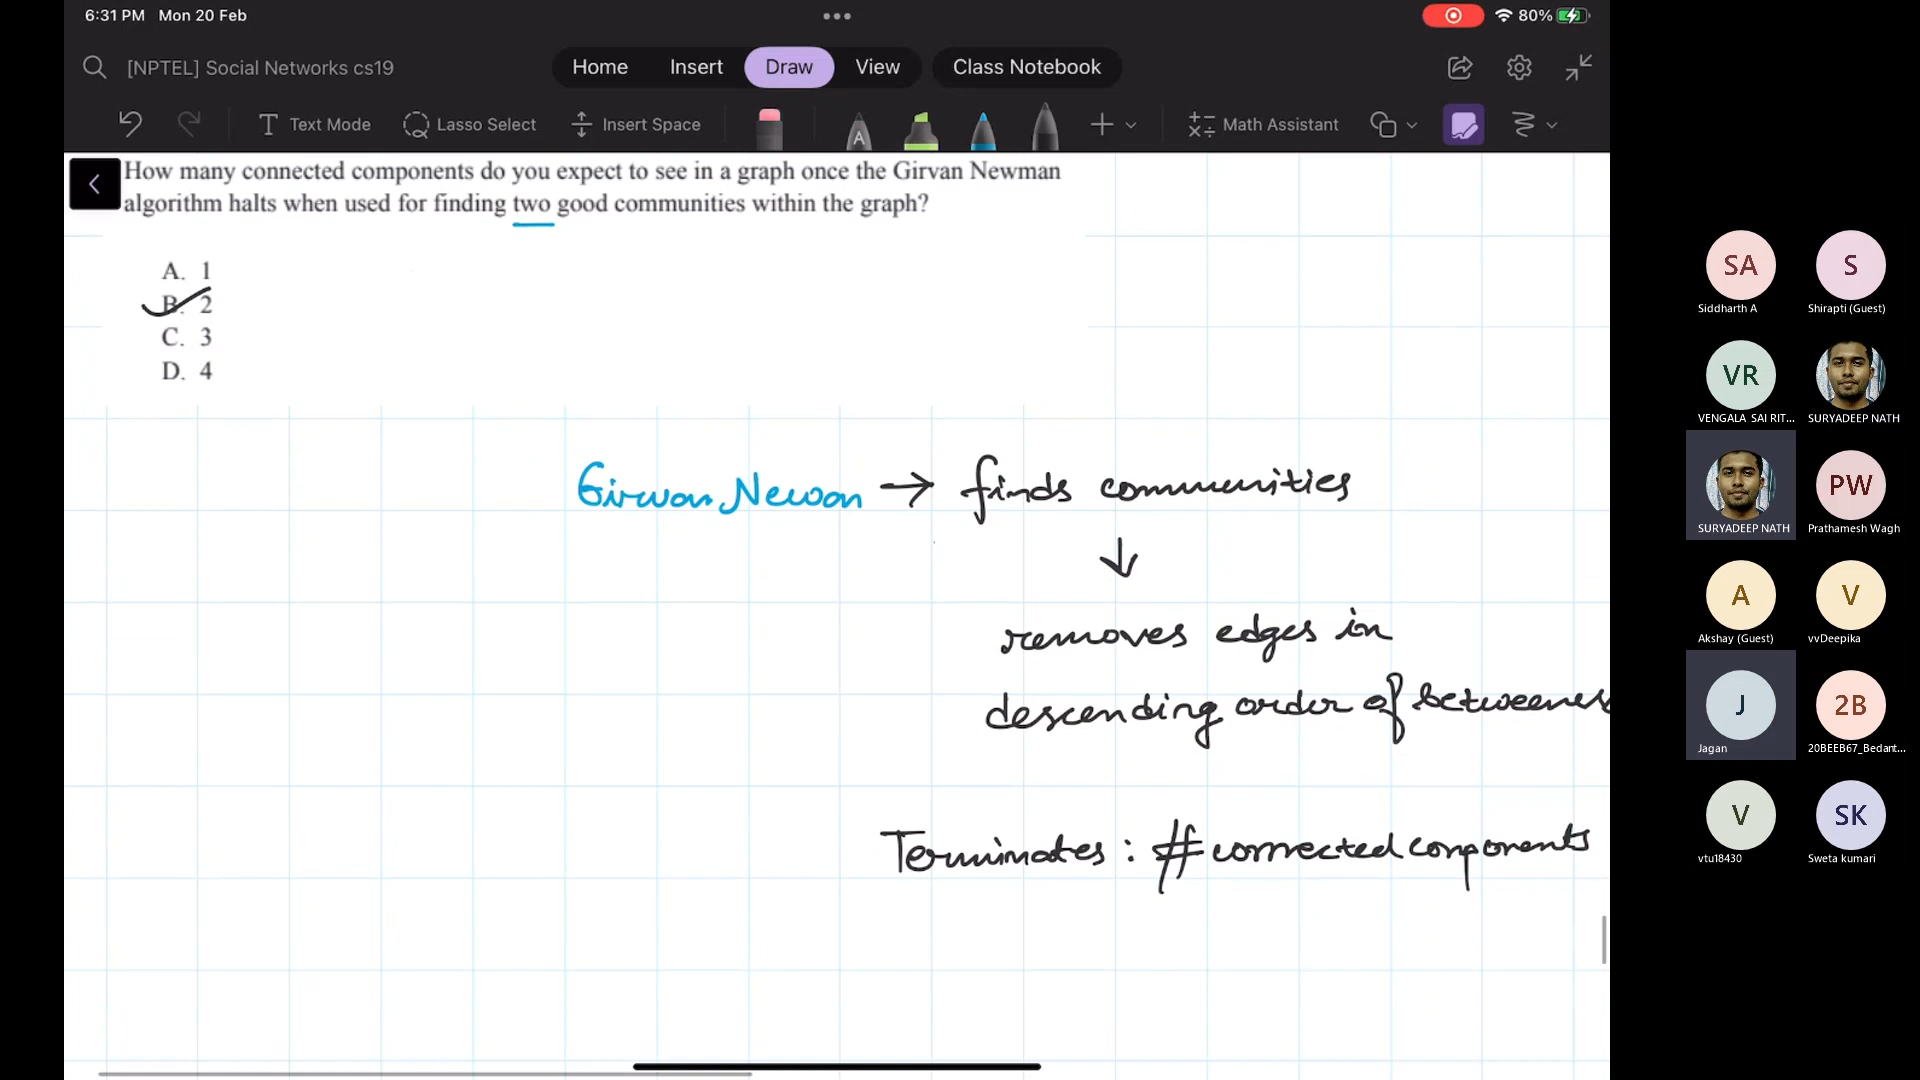 6:31 PM Mon 20 Feb
80%
[NPTEL] Social Networks cs19
Home Insert Draw View Class Notebook
Text Mode Lasso Select Insert Space A Math Assistant
How many connected components do you expect to see in a graph once the Girvan Newman
algorithm halts when used for finding two good communities within the graph?
A. 1
B. 2
C. 3
D. 4
Girvan Newman → finds communities
↓
removes edges in
descending order of betweeness
Terminates : # connected components
SA S
Siddharth A Shirapti (Guest)
VR
VENGALA SAI RIT... SURYADEEP NATH
PW
SURYADEEP NATH Prathamesh Wagh
A V
Akshay (Guest) vvDeepika
J 2B
Jagan 20BEEB67_Bedant...
V SK
vtu18430 Sweta kumari